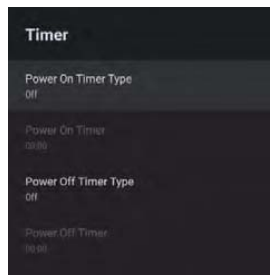 Timer
Power On Timer Type
Off
Power On Timer
00:00
Power Off Timer Type
Off
Power Off Timer
00:00